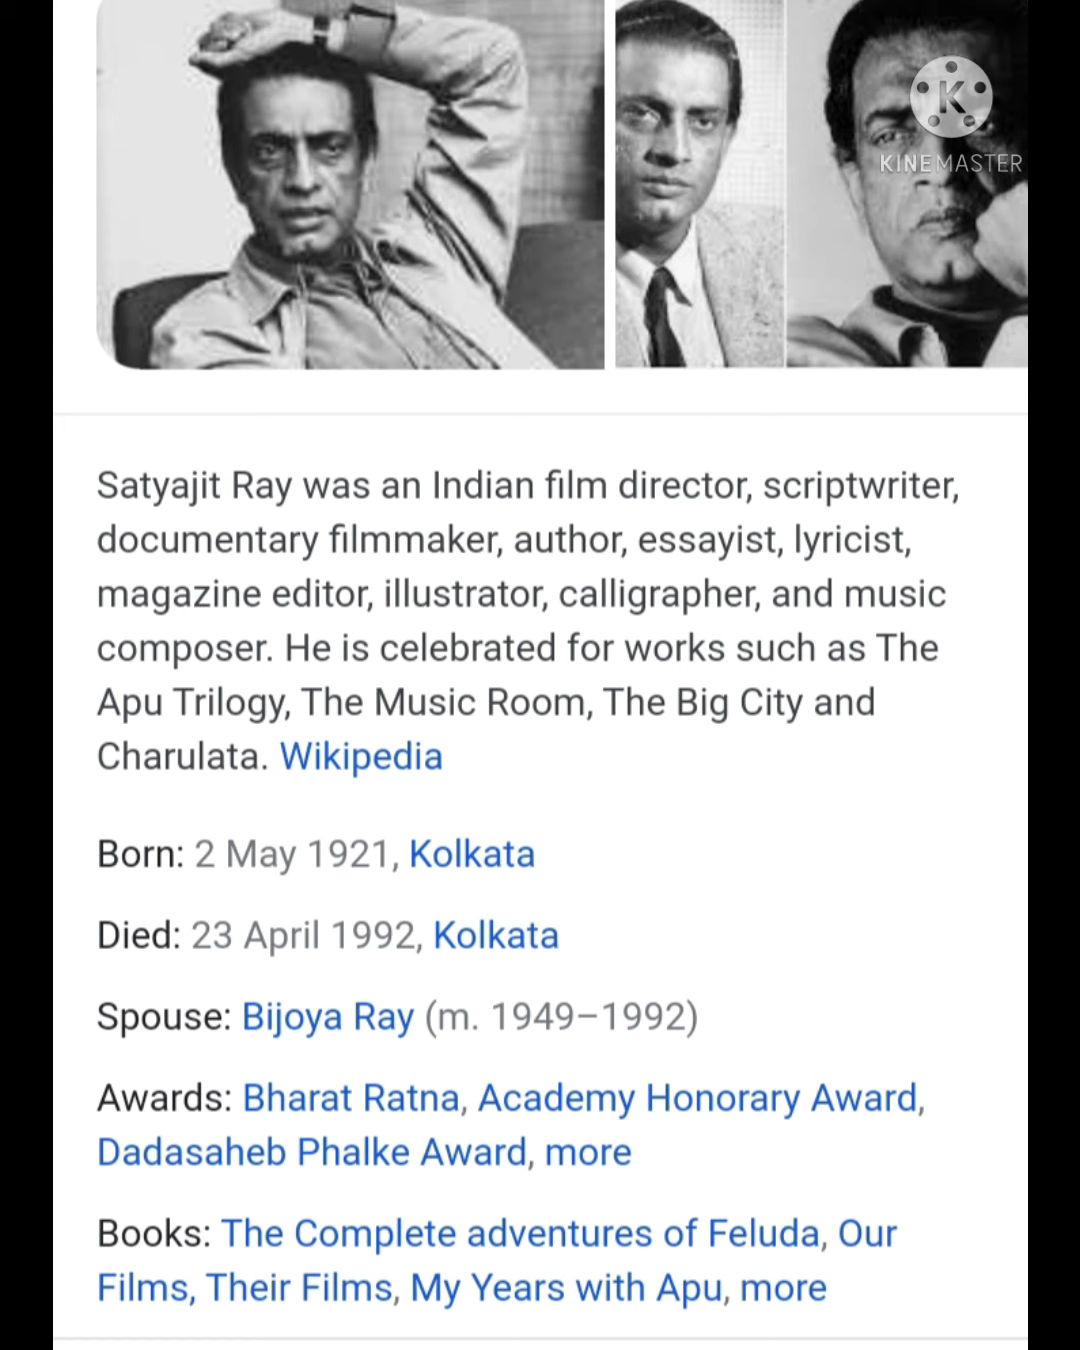 K
KINEMASTER
Satyajit Ray was an Indian film director, scriptwriter,
documentary filmmaker, author, essayist, lyricist,
magazine editor, illustrator, calligrapher, and music
composer. He is celebrated for works such as The
Apu Trilogy, The Music Room, The Big City and
Charulata. Wikipedia
Born: 2 May 1921, Kolkata
Died: 23 April 1992, Kolkata
Spouse: Bijoya Ray (m. 1949–1992)
Awards: Bharat Ratna, Academy Honorary Award,
Dadasaheb Phalke Award, more
Books: The Complete adventures of Feluda, Our
Films, Their Films, My Years with Apu, more